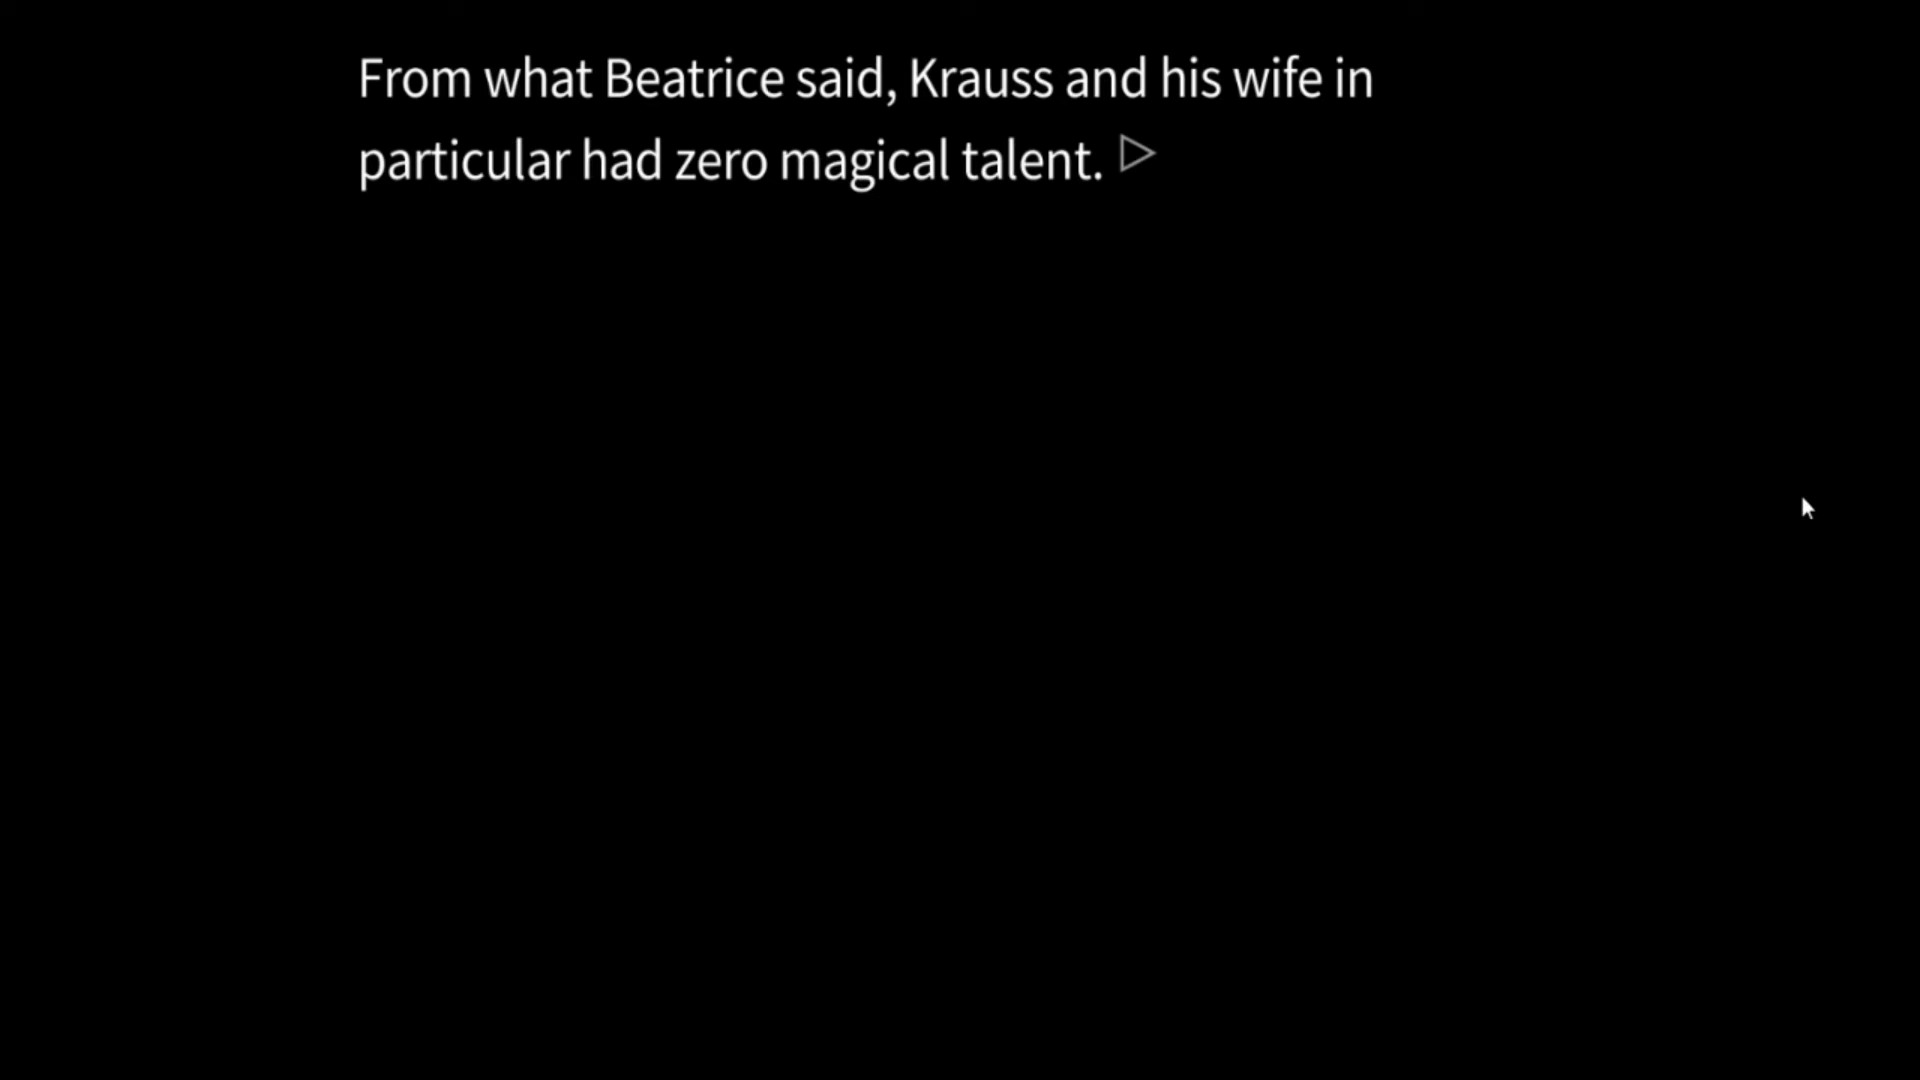 From what Beatrice said, Krauss and his wife in
particular had zero magical talent.